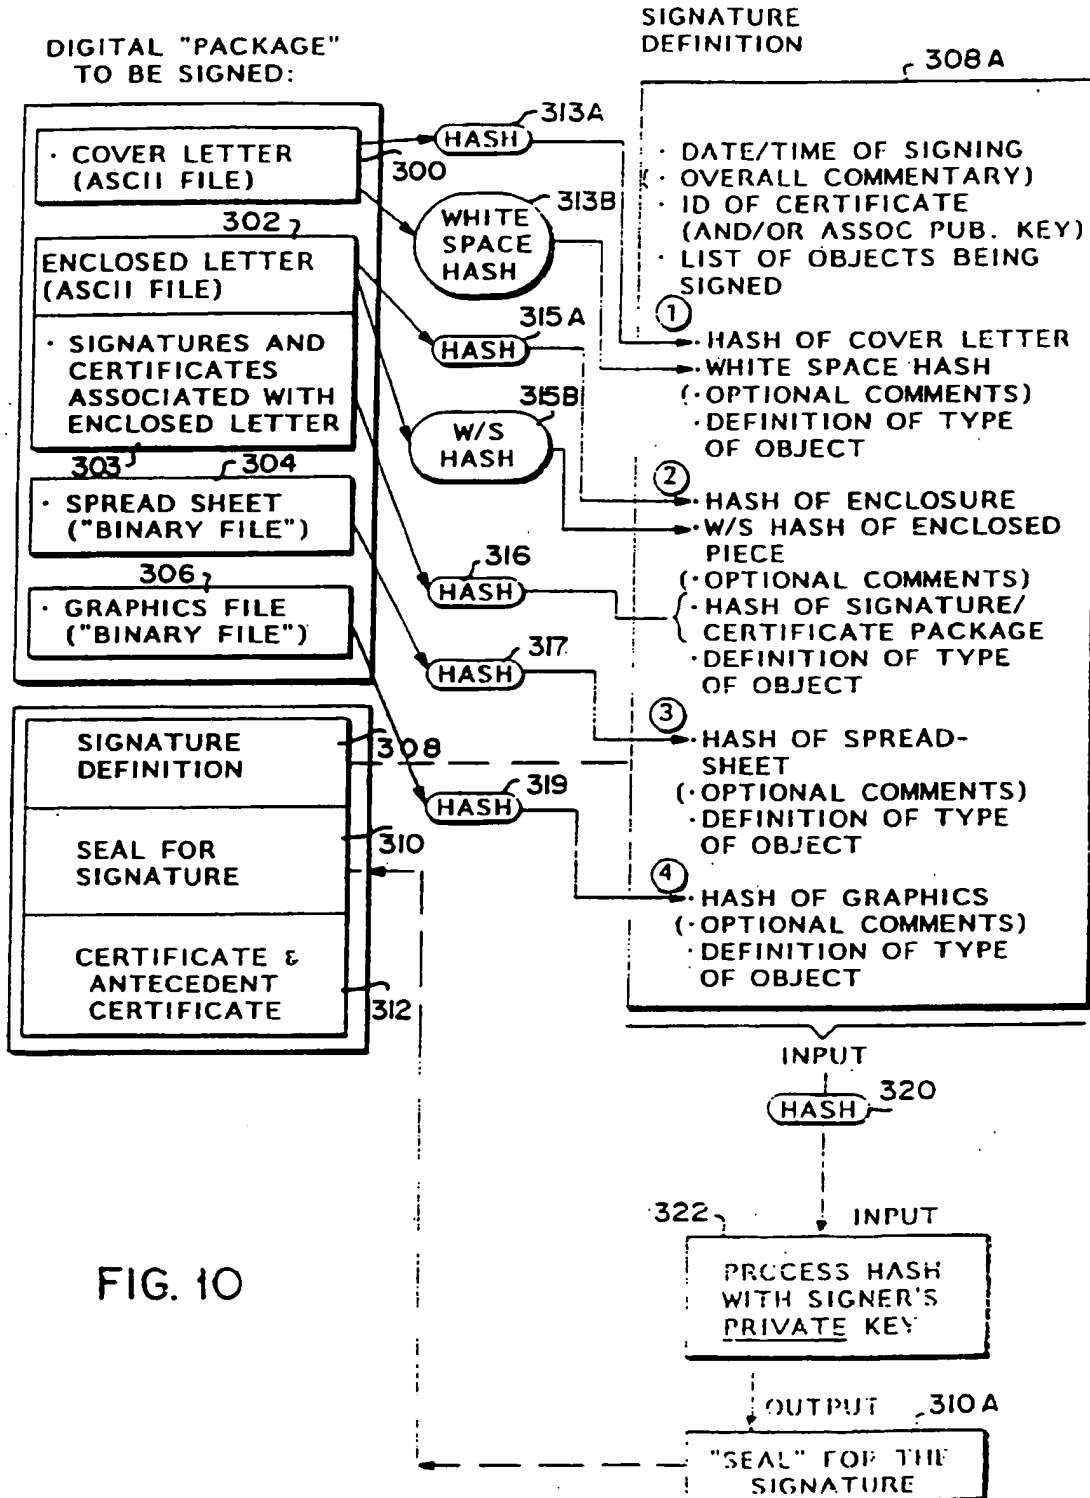 DIGITAL "PACKAGE"
TO BE SIGNED:
· COVER LETTER
(ASCII FILE)
300
302
ENCLOSED LETTER
(ASCII FILE)
· SIGNATURES AND
CERTIFICATES
ASSOCIATED WITH
ENCLOSED LETTER
303
304
· SPREAD SHEET
("BINARY FILE")
306
· GRAPHICS FILE
("BINARY FILE")
SIGNATURE
DEFINITION
308
SEAL FOR
SIGNATURE
310
CERTIFICATE &
ANTECEDENT
CERTIFICATE
312
313A
HASH
313B
WHITE
SPACE
HASH
315A
HASH
315B
W/S
HASH
316
HASH
317
HASH
319
HASH
SIGNATURE
DEFINITION
308A
· DATE/TIME OF SIGNING
(· OVERALL COMMENTARY)
· ID OF CERTIFICATE
(AND/OR ASSOC PUB. KEY)
· LIST OF OBJECTS BEING
SIGNED
1
· HASH OF COVER LETTER
· WHITE SPACE HASH
(· OPTIONAL COMMENTS)
· DEFINITION OF TYPE
OF OBJECT
2
· HASH OF ENCLOSURE
· W/S HASH OF ENCLOSED
PIECE
(· OPTIONAL COMMENTS)
· HASH OF SIGNATURE/
CERTIFICATE PACKAGE
· DEFINITION OF TYPE
OF OBJECT
3
· HASH OF SPREAD-
SHEET
(· OPTIONAL COMMENTS)
· DEFINITION OF TYPE
OF OBJECT
4
· HASH OF GRAPHICS
(· OPTIONAL COMMENTS)
· DEFINITION OF TYPE
OF OBJECT
INPUT
HASH
320
322
INPUT
PROCESS HASH
WITH SIGNER'S
PRIVATE KEY
OUTPUT
310A
"SEAL" FOR THE
SIGNATURE
FIG. 10